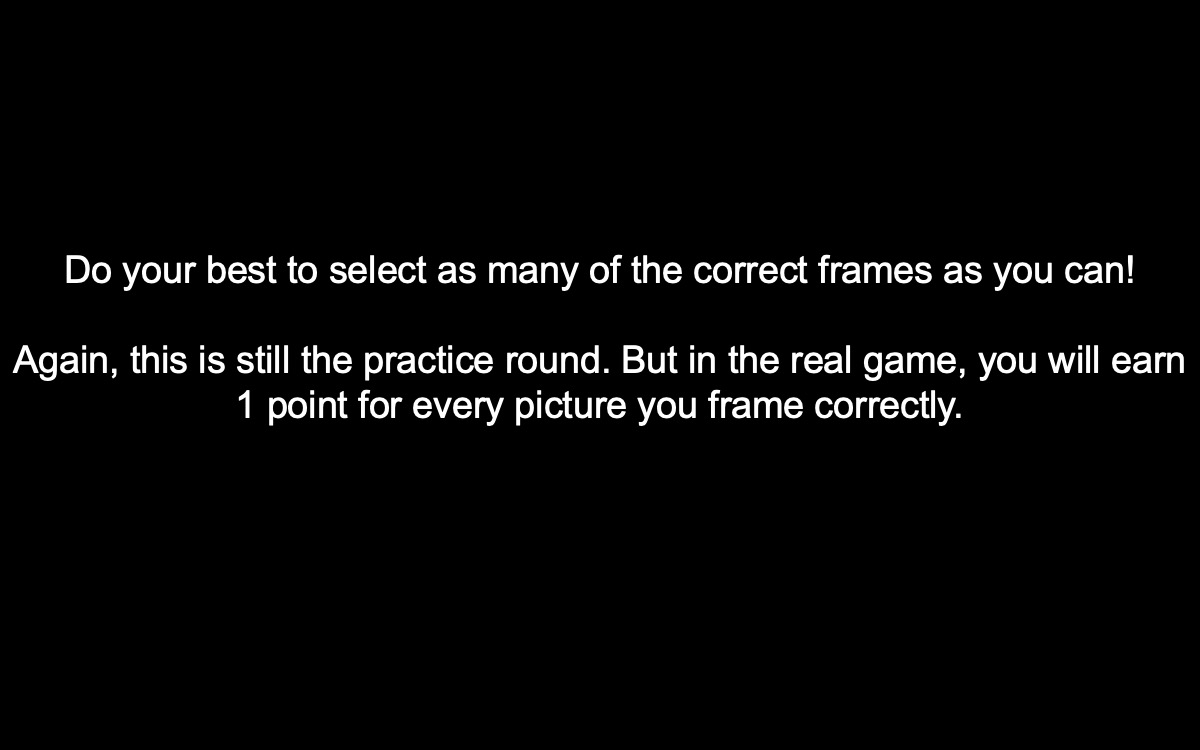 Do your best to select as many of the correct frames as you can!
Again, this is still the practice round. But in the real game, you will earn
1 point for every picture you frame correctly.